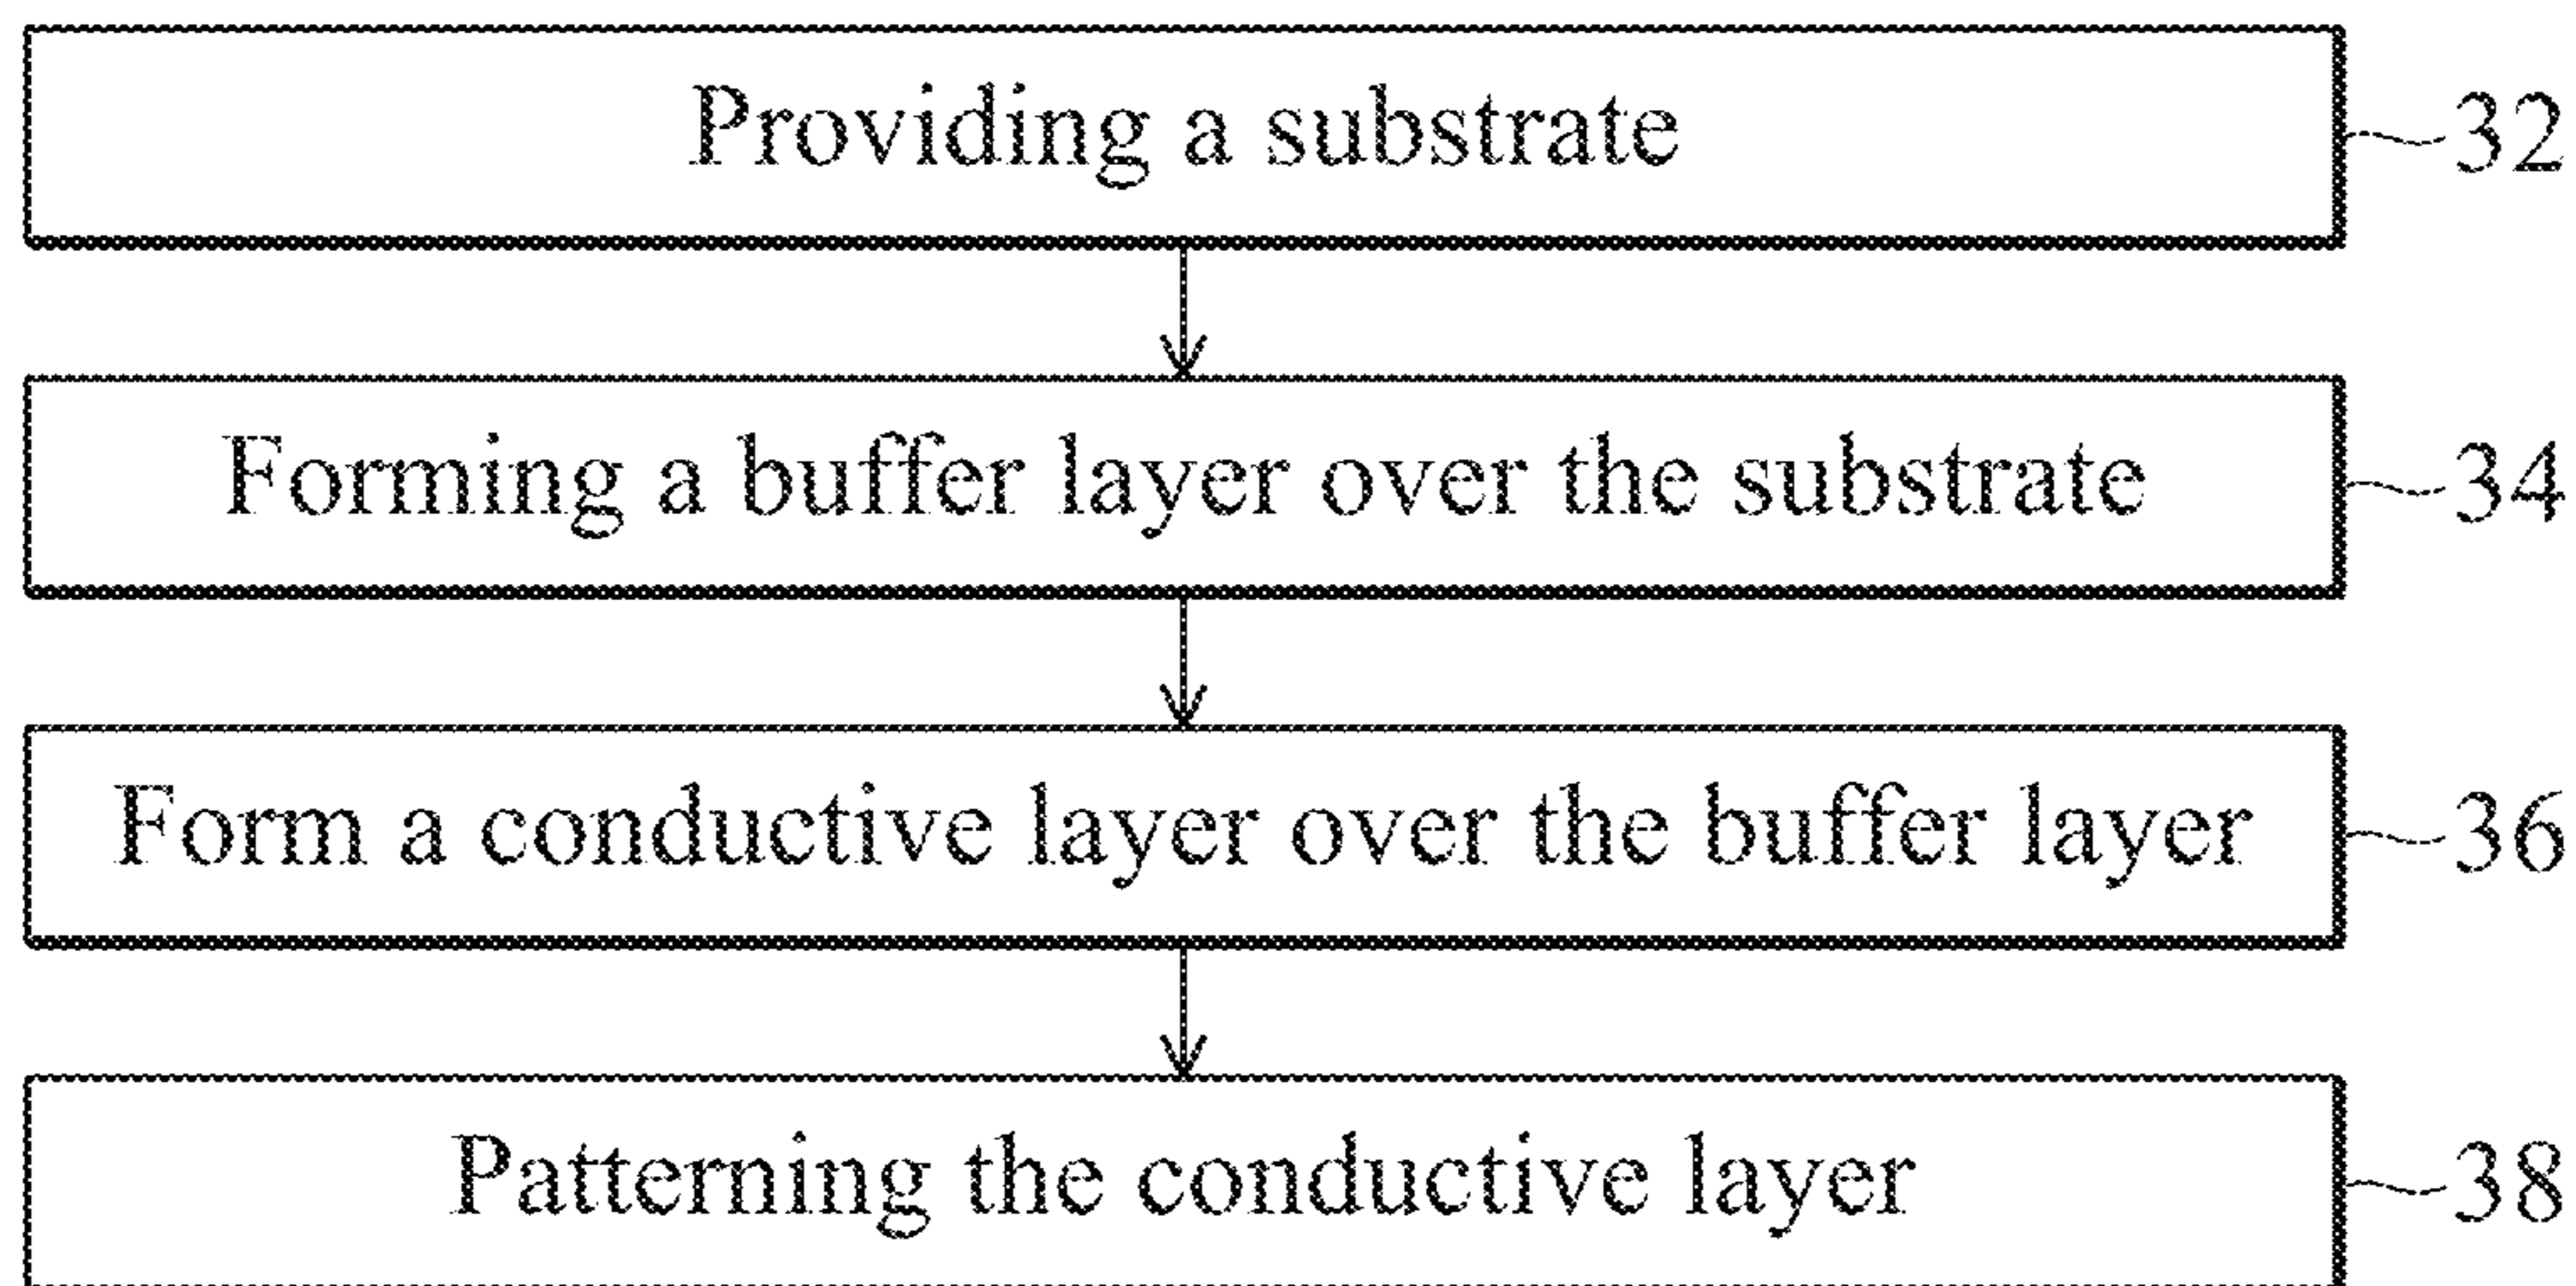 Providing a substrate 32
Forming a buffer layer over the substrate 34
Form a conductive layer over the buffer layer 36
Patterning the conductive layer 38